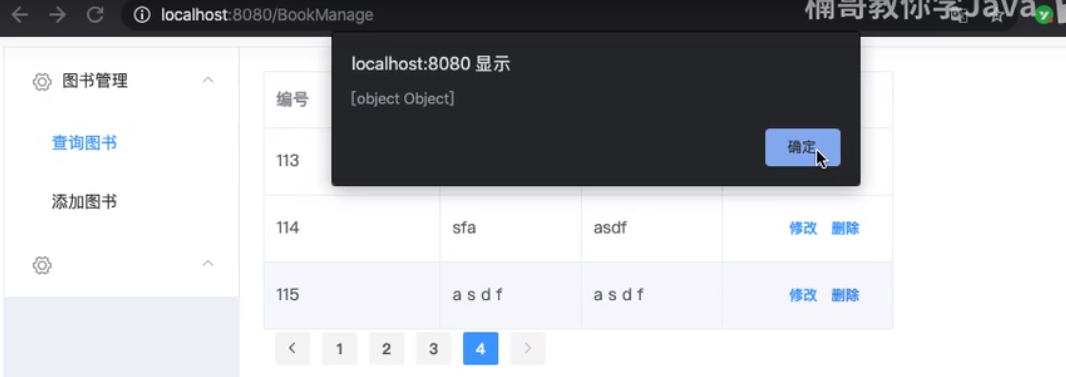 localhost:8080/BookManage
楠哥教你学Java
localhost:8080 显示
[object Object]
确定
图书管理
查询图书
添加图书
编号
113
114 sfa asdf 修改 删除
115 a s d f a s d f 修改 删除
1 2 3 4